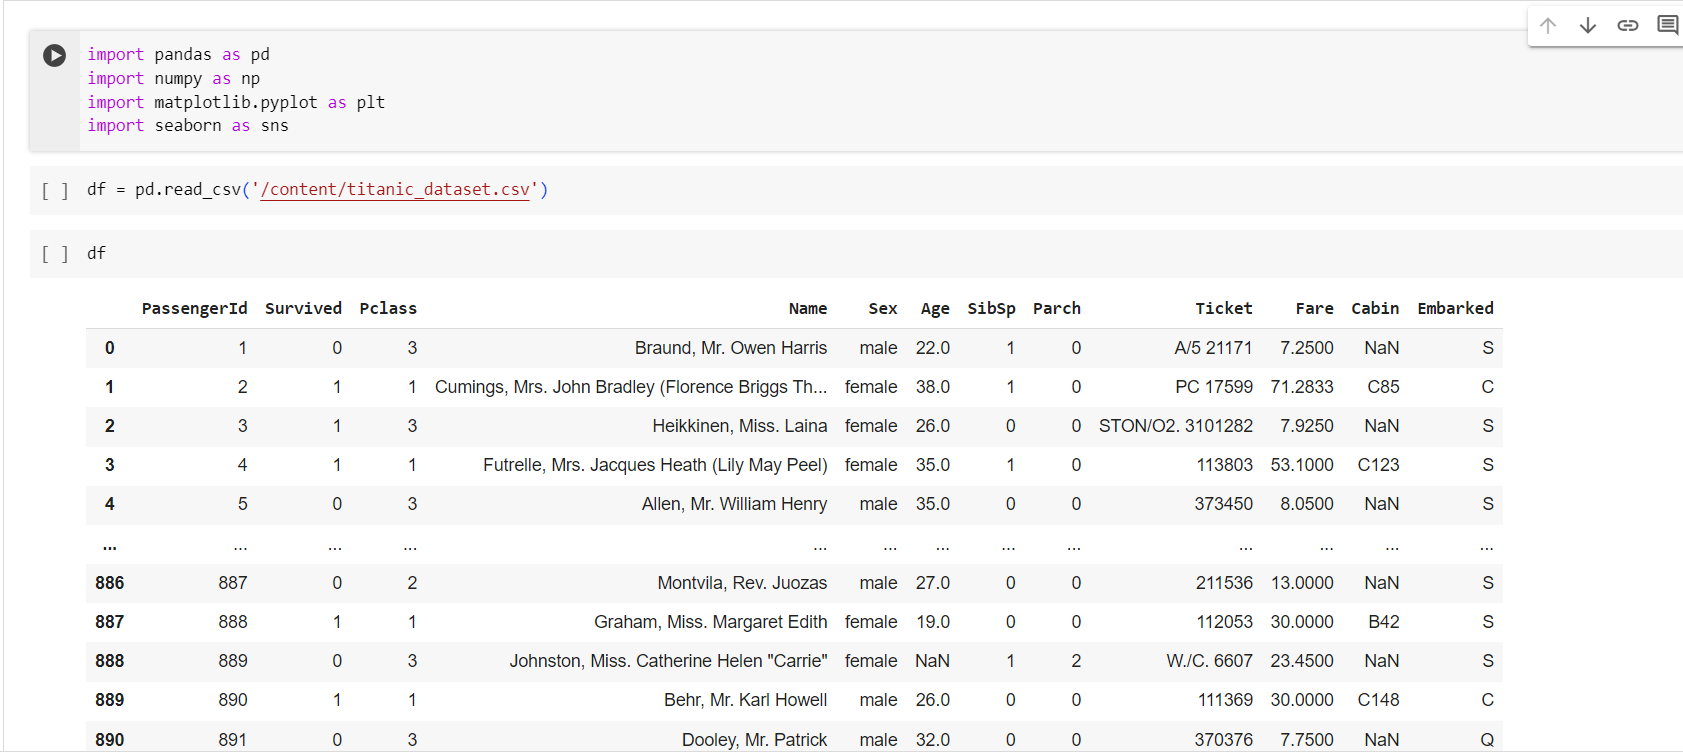 import pandas as pd
import numpy as np
import matplotlib.pyplot as plt
import seaborn as sns
[ ] df = pd.read_csv('/content/titanic_dataset.csv')
[ ] df
PassengerId Survived Pclass Name Sex Age SibSp Parch Ticket Fare Cabin Embarked
0 1 0 3 Braund, Mr. Owen Harris male 22.0 1 0 A/5 21171 7.2500 NaN S
1 2 1 1 Cumings, Mrs. John Bradley (Florence Briggs Th... female 38.0 1 0 PC 17599 71.2833 C85 C
2 3 1 3 Heikkinen, Miss. Laina female 26.0 0 0 STON/O2. 3101282 7.9250 NaN S
3 4 1 1 Futrelle, Mrs. Jacques Heath (Lily May Peel) female 35.0 1 0 113803 53.1000 C123 S
4 5 0 3 Allen, Mr. William Henry male 35.0 0 0 373450 8.0500 NaN S
... ... ... ... ... ... ... ... ... ... ... ... ...
886 887 0 2 Montvila, Rev. Juozas male 27.0 0 0 211536 13.0000 NaN S
887 888 1 1 Graham, Miss. Margaret Edith female 19.0 0 0 112053 30.0000 B42 S
888 889 0 3 Johnston, Miss. Catherine Helen "Carrie" female NaN 1 2 W./C. 6607 23.4500 NaN S
889 890 1 1 Behr, Mr. Karl Howell male 26.0 0 0 111369 30.0000 C148 C
890 891 0 3 Dooley, Mr. Patrick male 32.0 0 0 370376 7.7500 NaN Q